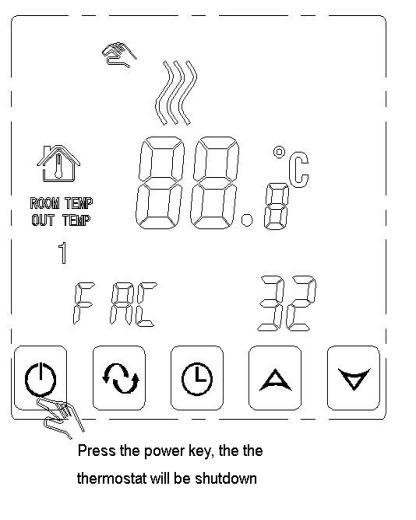 88.8 °C
ROOM TEMP
OUT TEMP
1
FAC 32
Press the power key, the the
thermostat will be shutdown